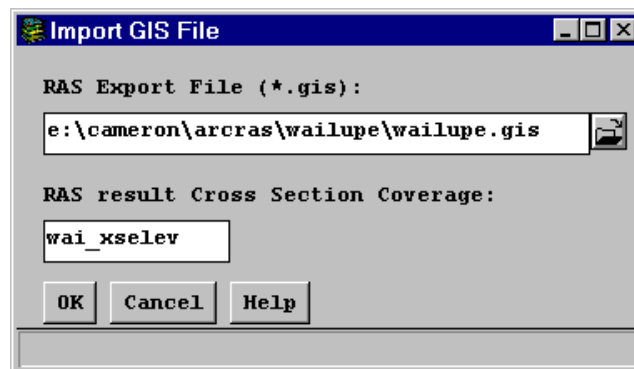 Import GIS File
RAS Export File (*.gis):
e:\cameron\arcras\wailupe\wailupe.gis
RAS result Cross Section Coverage:
wai_xselev
OK Cancel Help